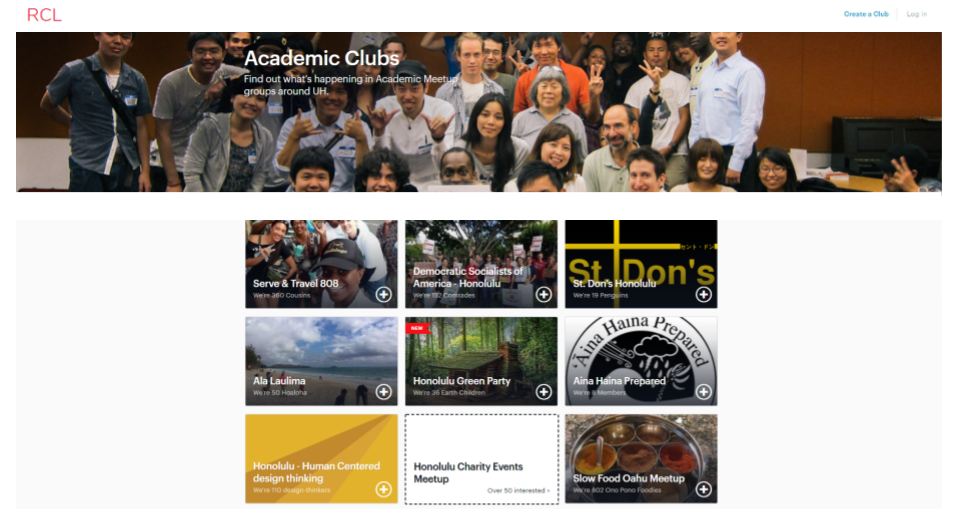 RCL
Create a Club
Log in
Academic Clubs
Find out what's happening in Academic Meetup
groups around UH.
Serve & Travel 808
We're 360 Cousins
Democratic Socialists of
America - Honolulu
We're 192 Comrades
セント・ドン
St. Don's
St. Don's Honolulu
We're 19 Penguins
Ala Laulima
We're 50 Hoaloha
NEW
Honolulu Green Party
We're 36 Earth Children
Aina Haina Prepared
Aina Haina Prepared
Members
Honolulu - Human Centered
design thinking
We're 110 design thinkers
Honolulu Charity Events
Meetup
Over 50 interested ›
Slow Food Oahu Meetup
We're 802 Ono Pono Foodies